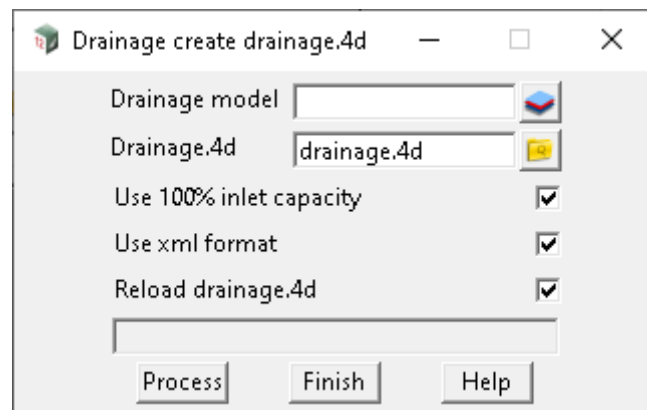 Drainage create drainage.4d
Drainage model
Drainage.4d drainage.4d
Use 100% inlet capacity
Use xml format
Reload drainage.4d
Process Finish Help